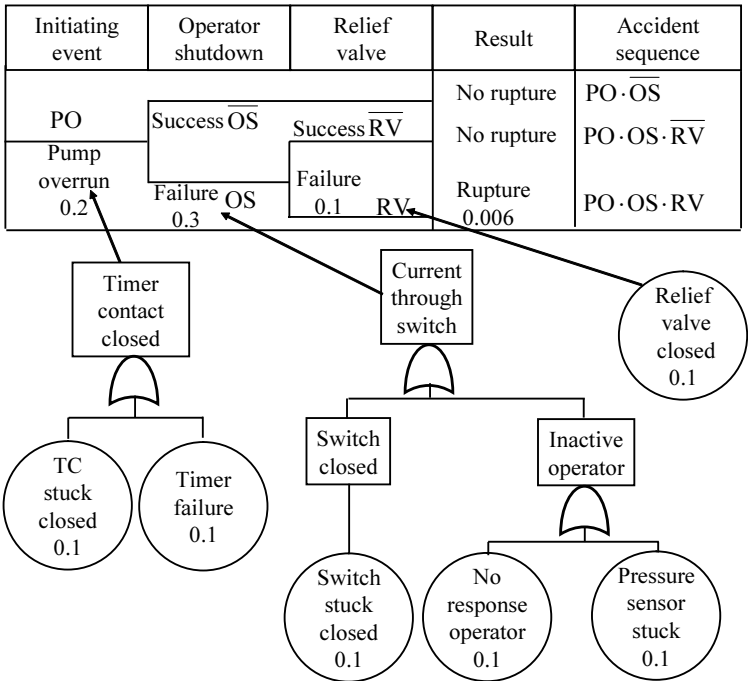 Initiating event
Operator shutdown
Relief valve
Result
Accident sequence
No rupture
PO·O̅S̅
PO
Success O̅S̅
Success R̅V̅
No rupture
PO·OS·R̅V̅
Pump
overrun
0.2
Failure OS
0.3
Failure
0.1 RV
Rupture
0.006
PO·OS·RV
Timer
contact
closed
Current
through
switch
Relief
valve
closed
0.1
TC
stuck
closed
0.1
Timer
failure
0.1
Switch
closed
Inactive
operator
Switch
stuck
closed
0.1
No
response
operator
0.1
Pressure
sensor
stuck
0.1